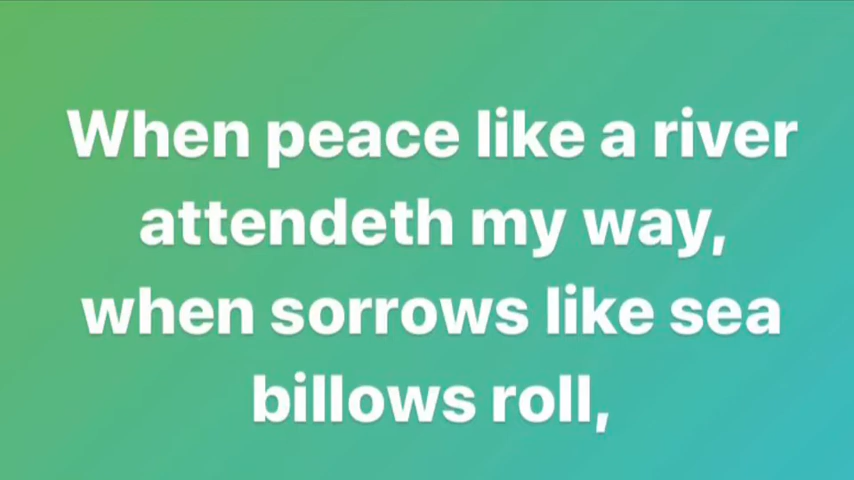 When peace like a river
attendeth my way,
when sorrows like sea
billows roll,